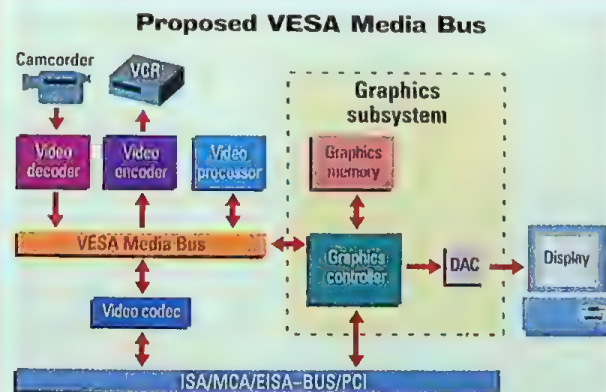 Proposed VESA Media Bus
Camcorder
VCR
Graphics
subsystem
Video
decoder
Video
encoder
Video
processor
Graphics
memory
VESA Media Bus
Graphics
controller
DAC
Display
Video codec
ISA/MCA/EISA-BUS/PCI